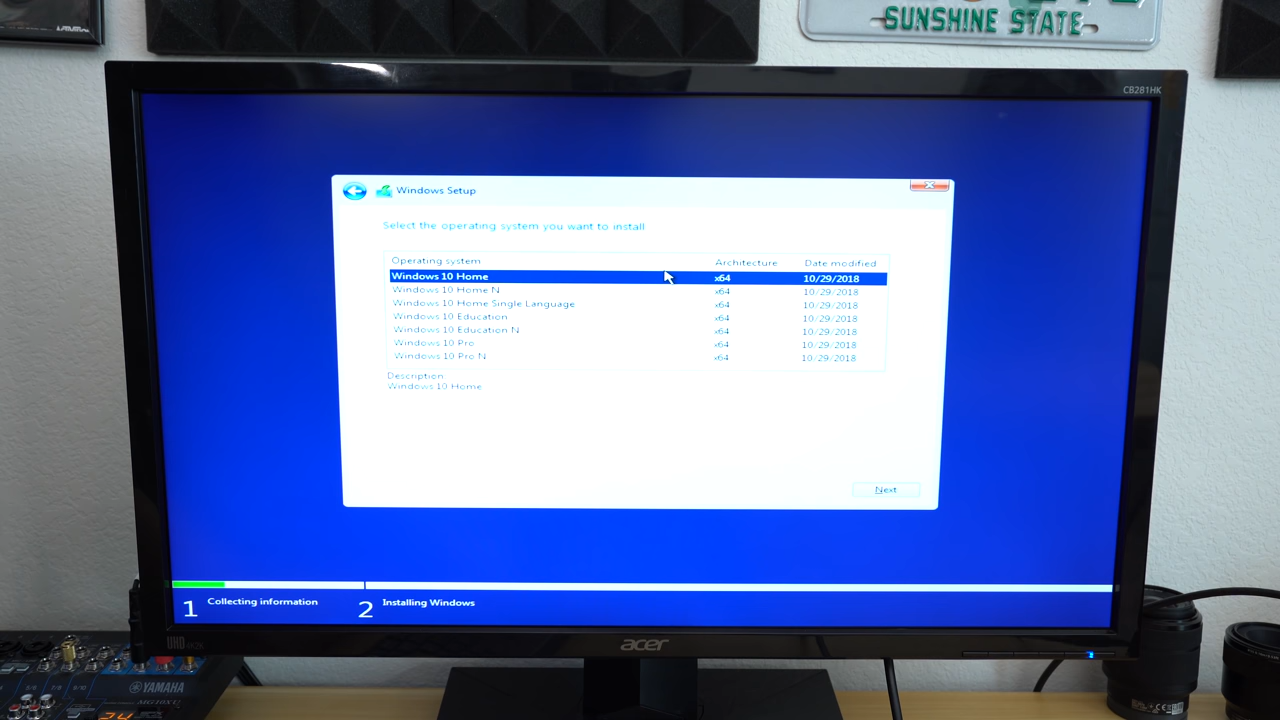 SUNSHINE STATE
CB281HK
Windows Setup
Select the operating system you want to install
Operating system Architecture Date modified
Windows 10 Home x64 10/29/2018
Windows 10 Home N x64 10/29/2018
Windows 10 Home Single Language x64 10/29/2018
Windows 10 Education x64 10/29/2018
Windows 10 Education N x64 10/29/2018
Windows 10 Pro x64 10/29/2018
Windows 10 Pro N x64 10/29/2018
Description:
Windows 10 Home
Next
1 Collecting information 2 Installing Windows
acer
UHD
YAMAHA